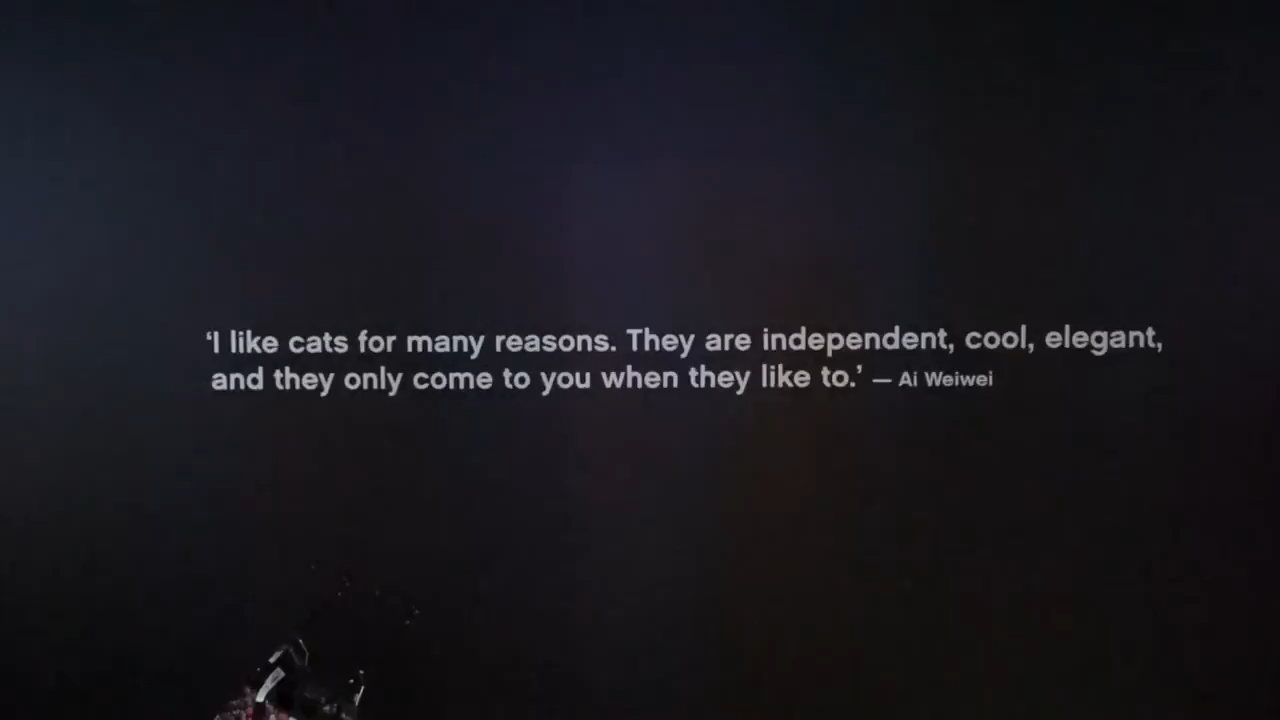 ‘I like cats for many reasons. They are independent, cool, elegant,
and they only come to you when they like to.’ — Ai Weiwei